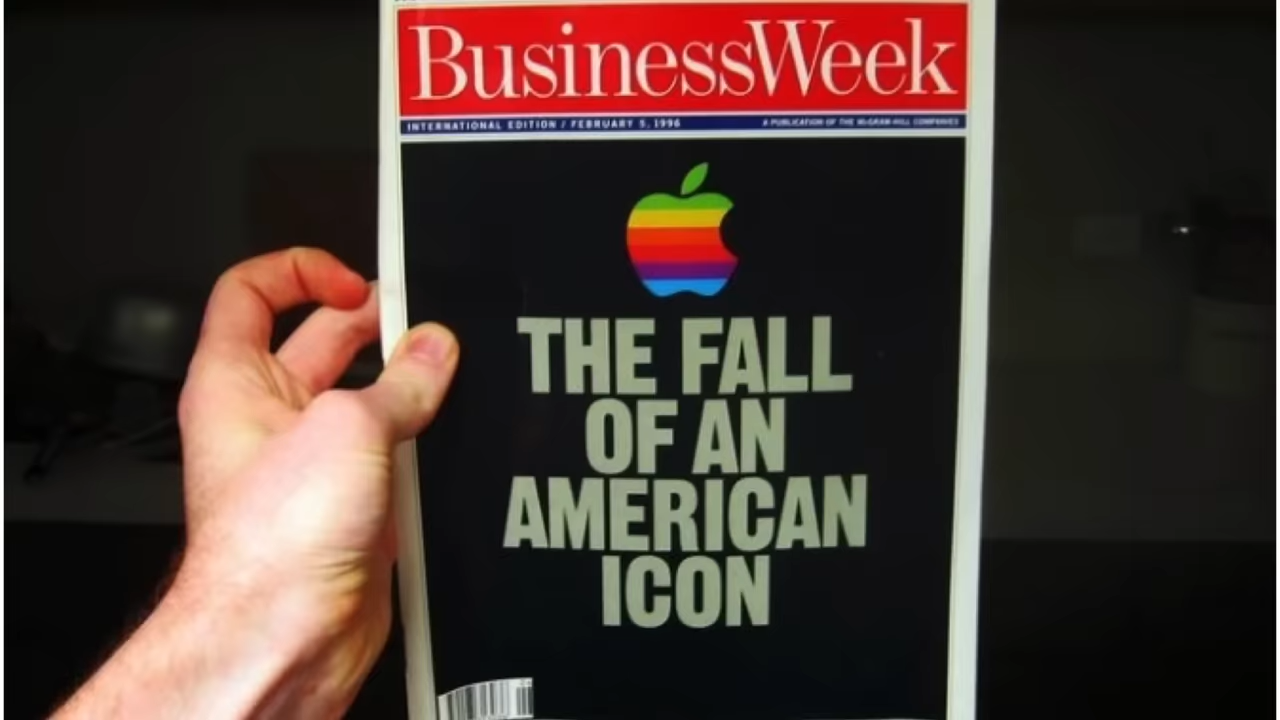 BusinessWeek
INTERNATIONAL EDITION / FEBRUARY 5, 1996 A PUBLICATION OF THE McGRAW-HILL COMPANIES
THE FALL
OF AN
AMERICAN
ICON